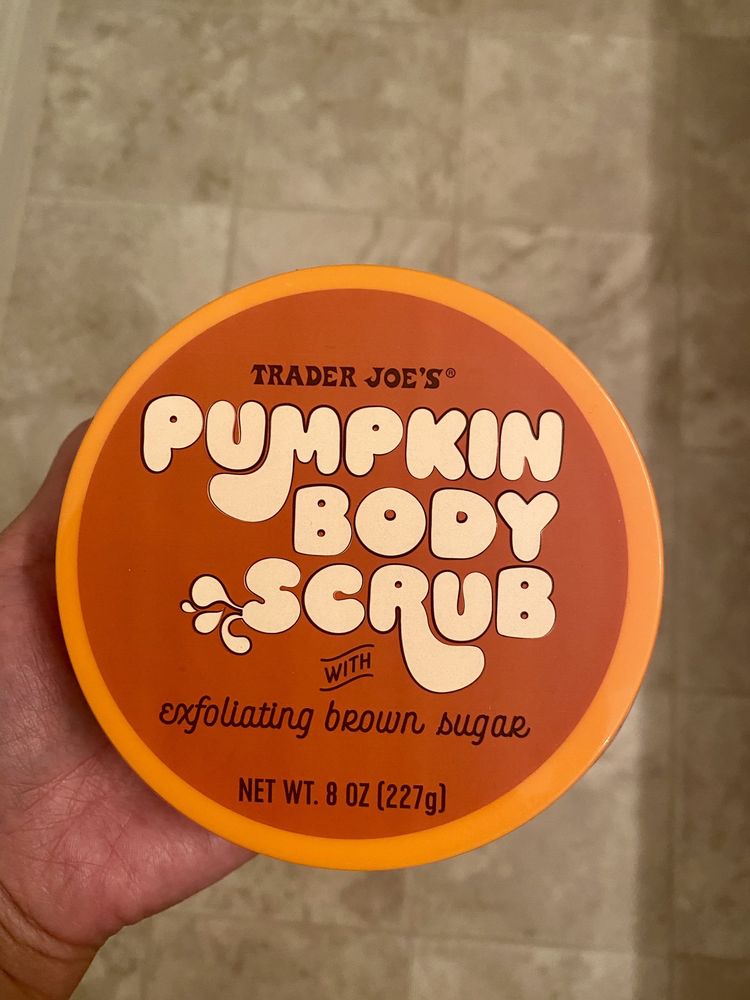 TRADER JOE'S®
PUMPKIN
BODY
SCRUB
WITH
exfoliating brown sugar
NET WT. 8 OZ (227g)